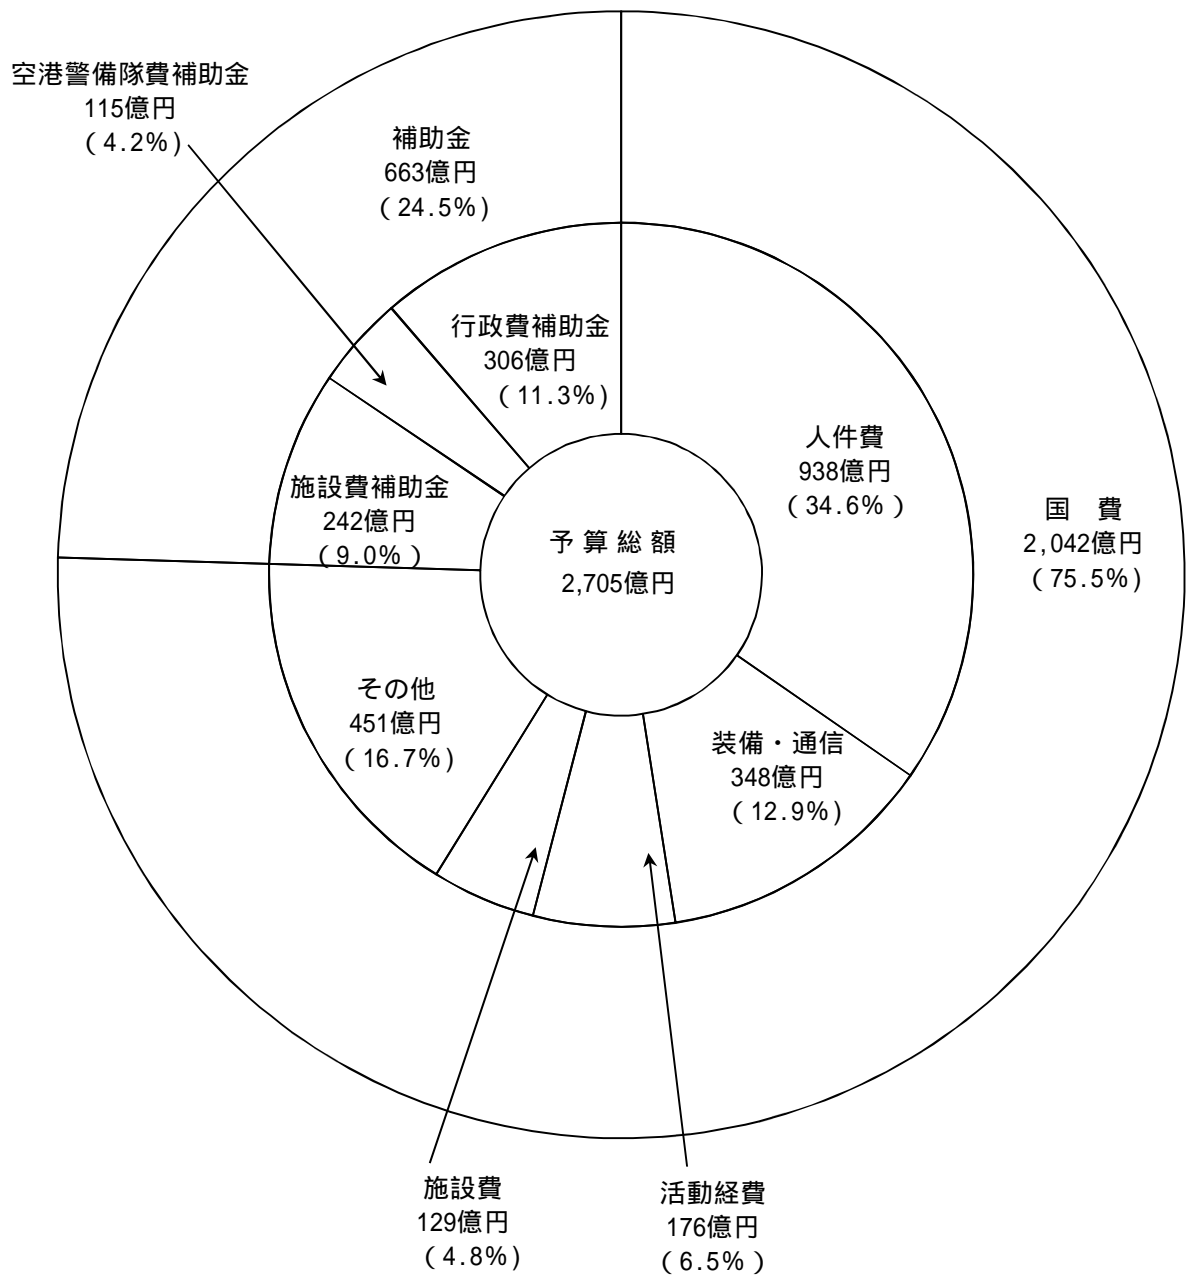 空港警備隊費補助金
115億円
(4.2%)
補助金
663億円
(24.5%)
行政費補助金
306億円
(11.3%)
人件費
938億円
(34.6%)
国　費
2,042億円
(75.5%)
施設費補助金
242億円
(9.0%)
予算総額
2,705億円
その他
451億円
(16.7%)
装備・通信
348億円
(12.9%)
施設費
129億円
(4.8%)
活動経費
176億円
(6.5%)